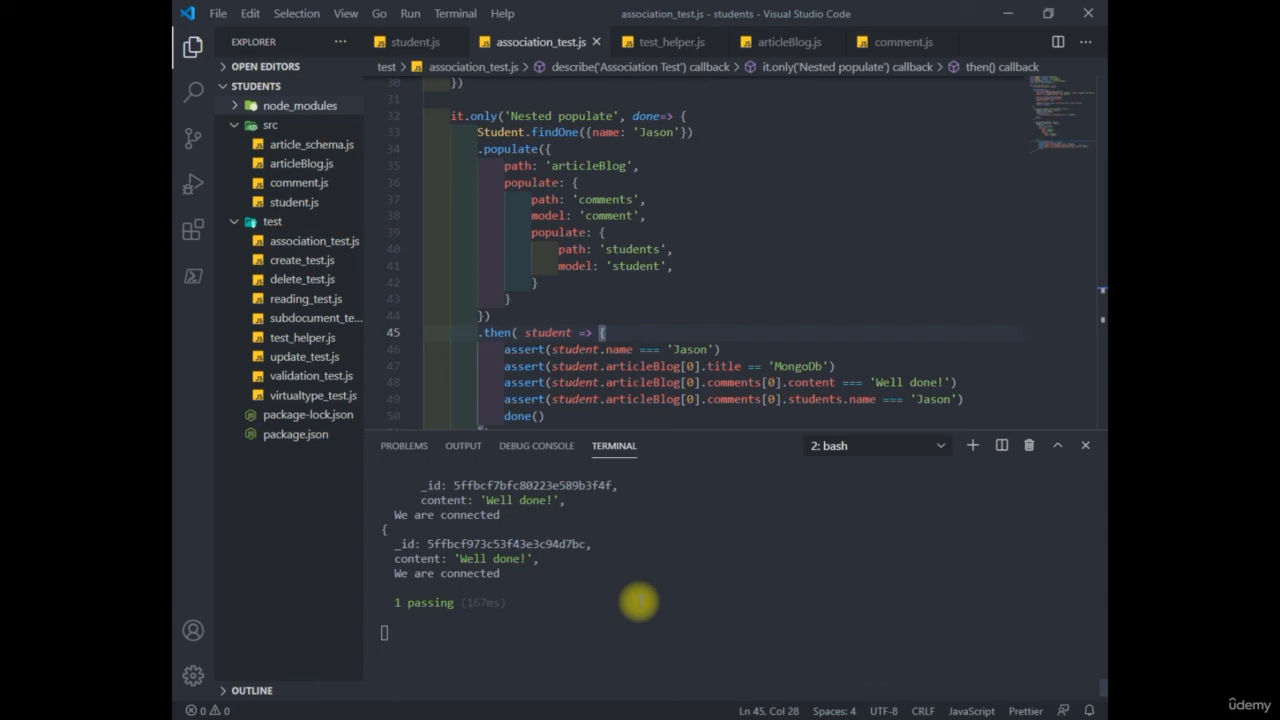 File Edit Selection View Go Run Terminal Help association_test.js - students - Visual Studio Code
EXPLORER
OPEN EDITORS
STUDENTS
node_modules
src
article_schema.js
articleBlog.js
comment.js
student.js
test
association_test.js
create_test.js
delete_test.js
reading_test.js
subdocument_te...
test_helper.js
update_test.js
validation_test.js
virtualtype_test.js
package-lock.json
package.json
OUTLINE
student.js association_test.js test_helper.js articleBlog.js comment.js
test > association_test.js > describe('Association Test') callback > it.only('Nested populate') callback > then() callback
30 })
31
32 it.only('Nested populate', done=> {
33 Student.findOne({name: 'Jason'})
34 .populate({
35 path: 'articleBlog',
36 populate: {
37 path: 'comments',
38 model: 'comment',
39 populate: {
40 path: 'students',
41 model: 'student',
42 }
43 }
44 })
45 .then( student => {
46 assert(student.name === 'Jason')
47 assert(student.articleBlog[0].title == 'MongoDb')
48 assert(student.articleBlog[0].comments[0].content === 'Well done!')
49 assert(student.articleBlog[0].comments[0].students.name === 'Jason')
50 done()
PROBLEMS OUTPUT DEBUG CONSOLE TERMINAL 2: bash
_id: 5ffbcf7bfc80223e589b3f4f,
content: 'Well done!',
We are connected
{
_id: 5ffbcf973c53f43e3c94d7bc,
content: 'Well done!',
We are connected
1 passing (167ms)
0 0 Ln 45, Col 28 Spaces: 4 UTF-8 CRLF JavaScript Prettier
ûdemy